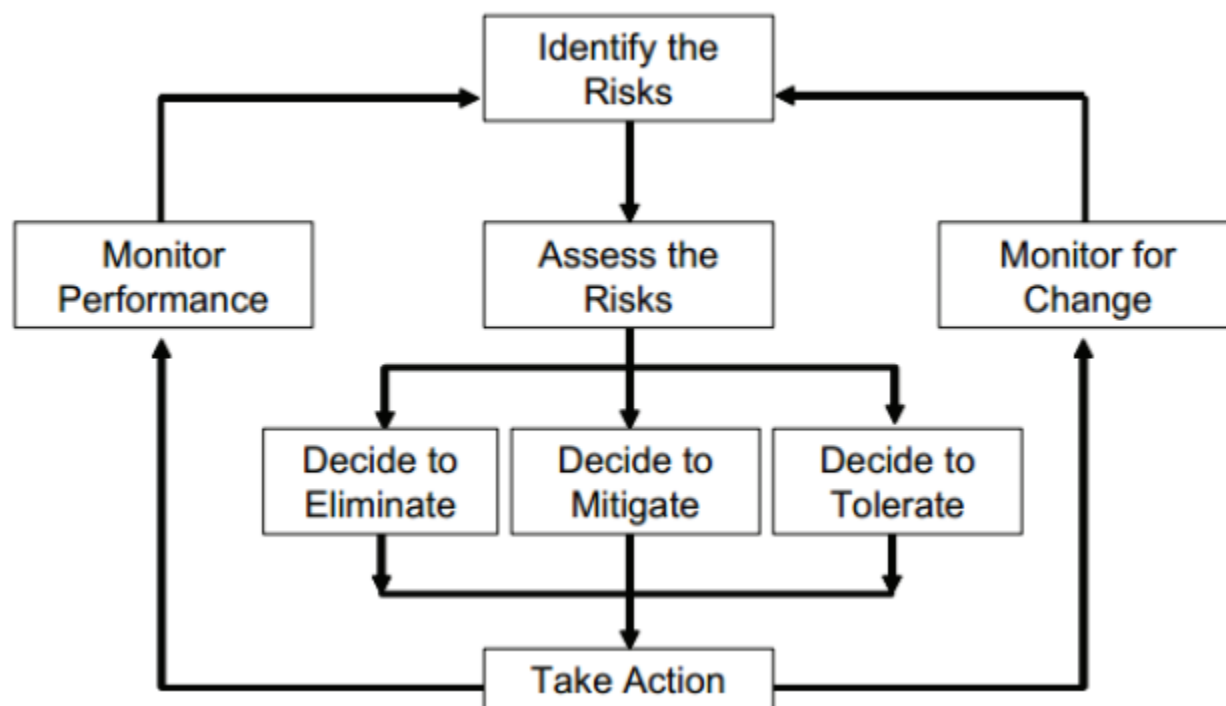 Identify the
Risks
Monitor
Performance
Assess the
Risks
Monitor for
Change
Decide to
Eliminate
Decide to
Mitigate
Decide to
Tolerate
Take Action